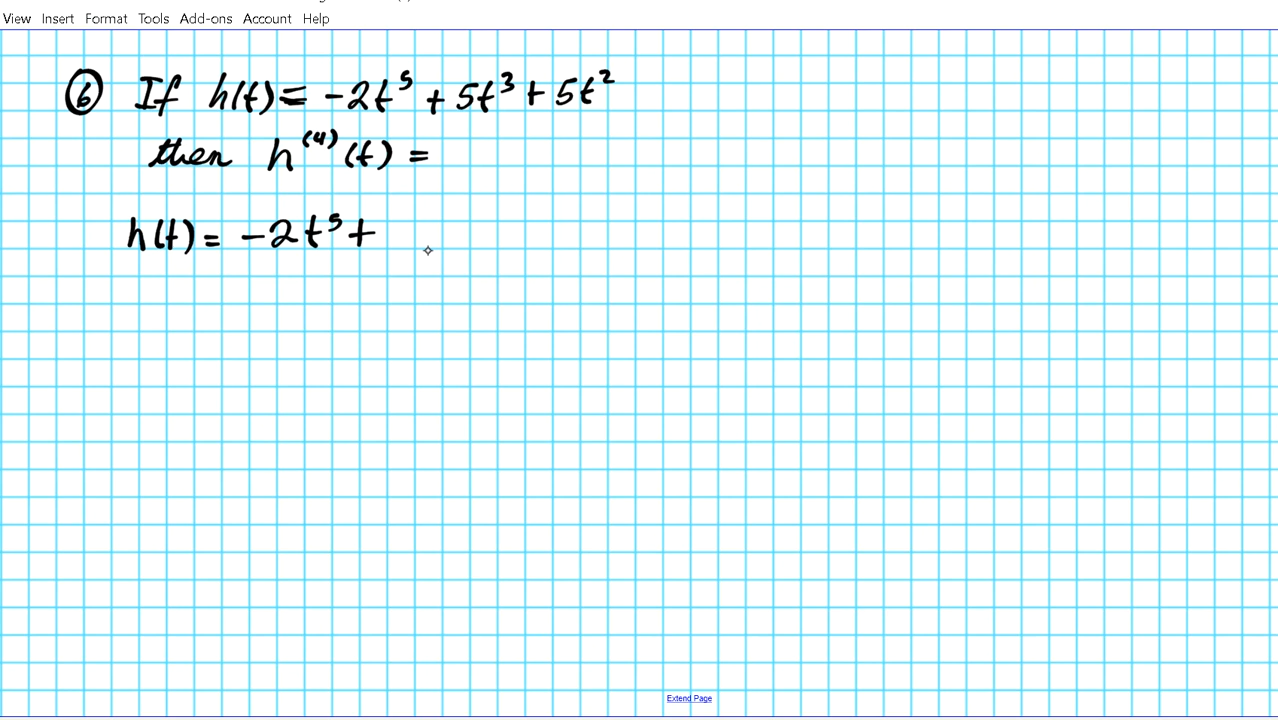 View Insert Format Tools Add-ons Account Help
⑥ If h(t) = -2t⁵ + 5t³ + 5t²
then h⁽⁴⁾(t) =
h(t) = -2t⁵ +
Extend Page